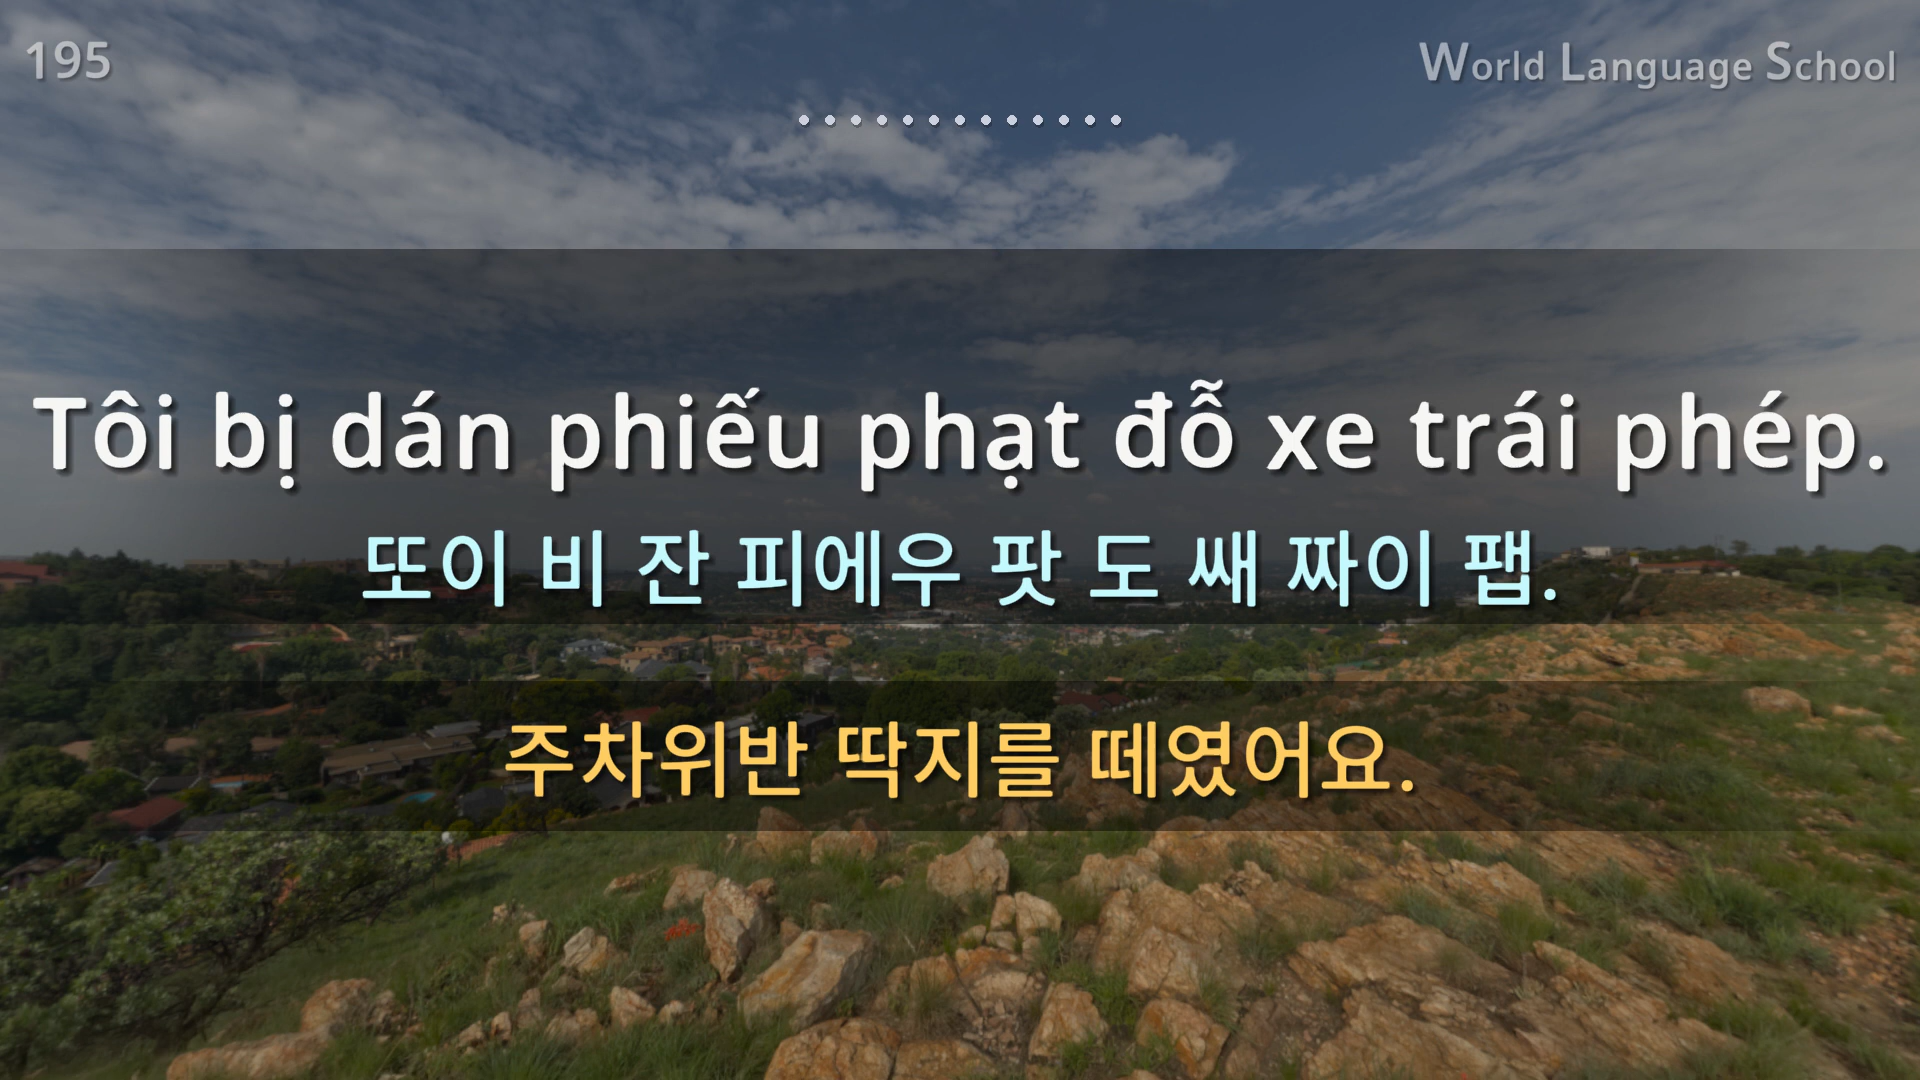 195
World Language School
Tôi bị dán phiếu phạt đỗ xe trái phép.
또이 비 잔 피에우 팟 도 쌔 짜이 팹.
주차위반 딱지를 떼였어요.